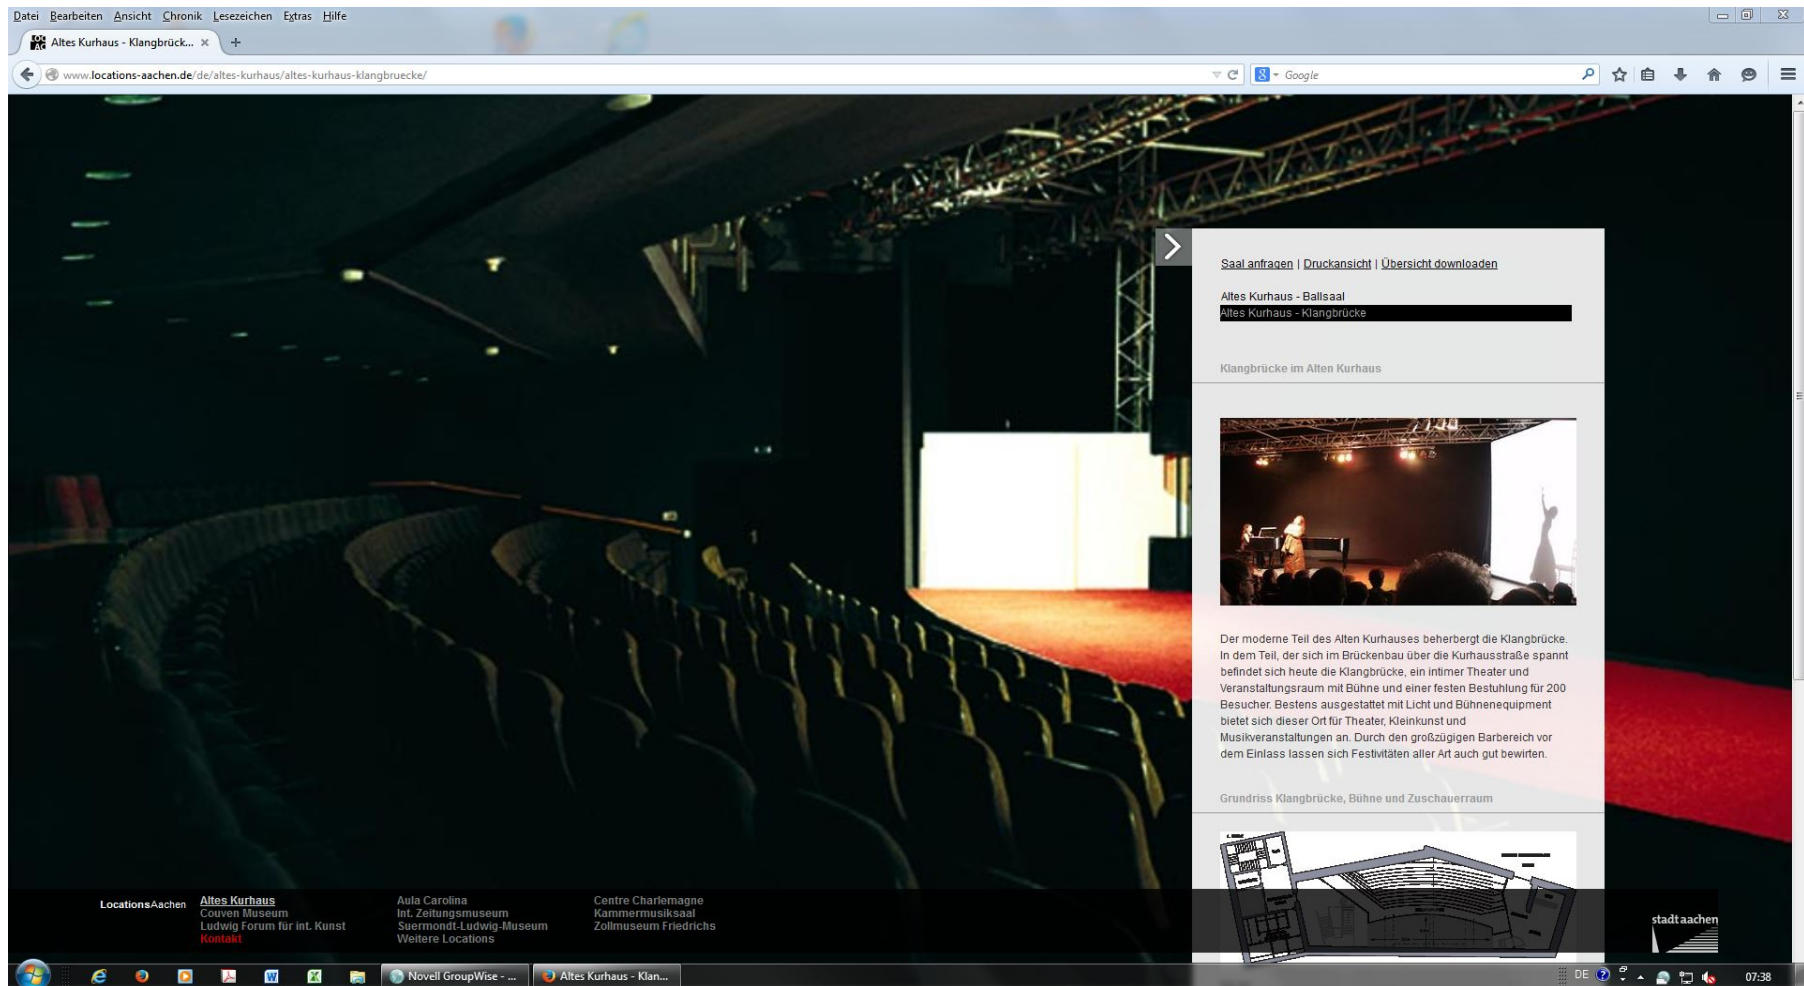 Datei Bearbeiten Ansicht Chronik Lesezeichen Extras Hilfe
Altes Kurhaus - Klangbrück...
www.locations-aachen.de/de/altes-kurhaus/altes-kurhaus-klangbruecke/
Google
Saal anfragen | Druckansicht | Übersicht downloaden
Altes Kurhaus - Ballsaal
Altes Kurhaus - Klangbrücke
Klangbrücke im Alten Kurhaus
Der moderne Teil des Alten Kurhauses beherbergt die Klangbrücke.
In dem Teil, der sich im Brückenbau über die Kurhausstraße spannt
befindet sich heute die Klangbrücke, ein intimer Theater und
Veranstaltungsraum mit Bühne und einer festen Bestuhlung für 200
Besucher. Bestens ausgestattet mit Licht und Bühnenequipment
bietet sich dieser Ort für Theater, Kleinkunst und
Musikveranstaltungen an. Durch den großzügigen Barbereich vor
dem Einlass lassen sich Festivitäten aller Art auch gut bewirten.
Grundriss Klangbrücke, Bühne und Zuschauerraum
LocationsAachen
Altes Kurhaus
Couven Museum
Ludwig Forum für int. Kunst
Kontakt
Aula Carolina
Int. Zeitungsmuseum
Suermondt-Ludwig-Museum
Weitere Locations
Centre Charlemagne
Kammermusiksaal
Zollmuseum Friedrichs
stadt aachen
Novell GroupWise - ...
Altes Kurhaus - Klan...
DE
07:38